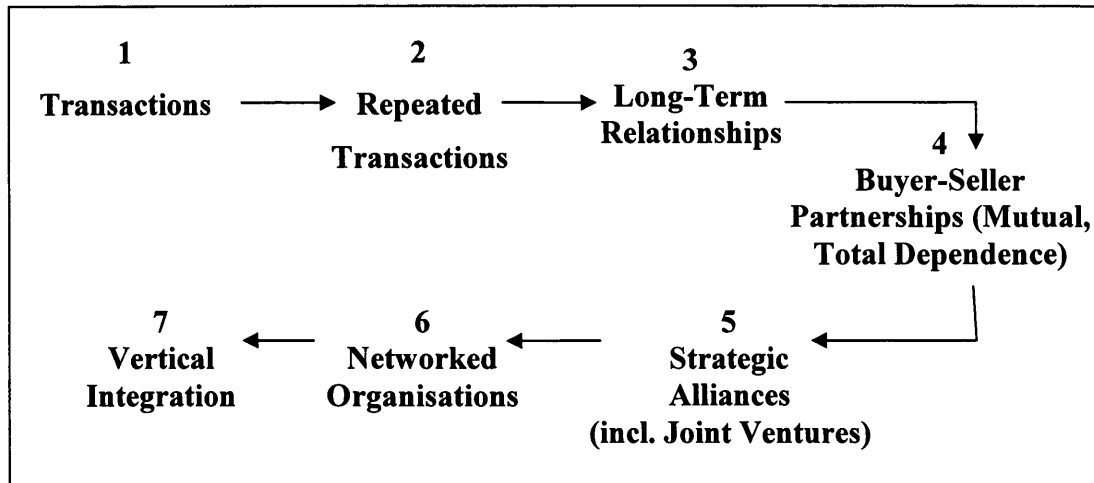 1
Transactions
2
Repeated
Transactions
3
Long-Term
Relationships
4
Buyer-Seller
Partnerships (Mutual,
Total Dependence)
5
Strategic
Alliances
(incl. Joint Ventures)
6
Networked
Organisations
7
Vertical
Integration